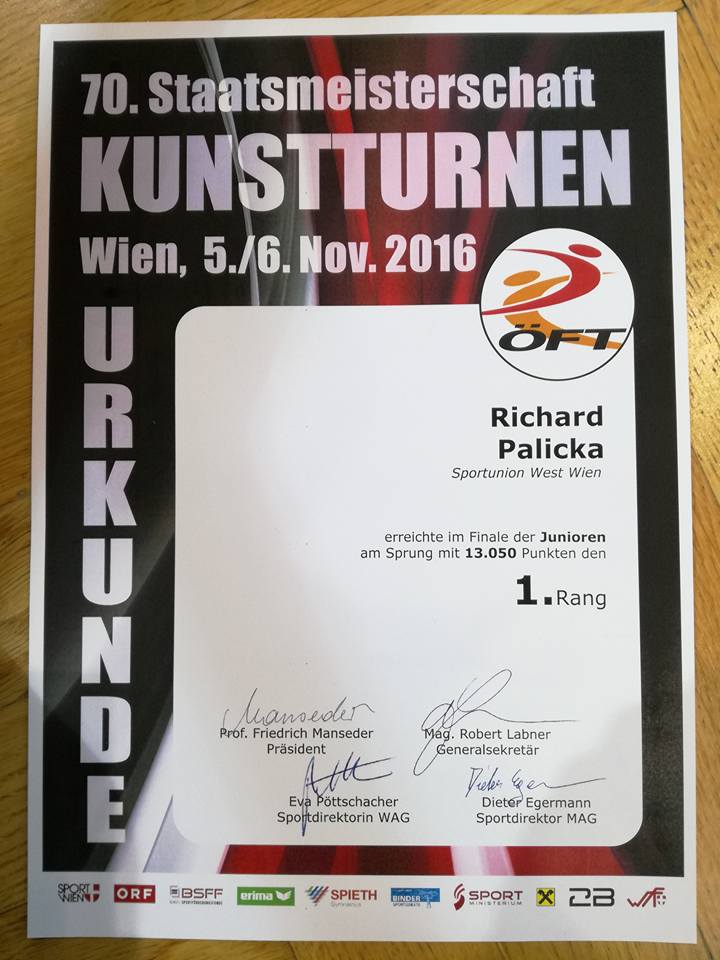 70. Staatsmeisterschaft
KUNSTTURNEN
Wien, 5./6. Nov. 2016
ÖFT
URKUNDE
Richard
Palicka
Sportunion West Wien
erreichte im Finale der Junioren
am Sprung mit 13.050 Punkten den
1.Rang
Manseder
Prof. Friedrich Manseder
Präsident
Mag. Robert Labner
Generalsekretär
Eva Pöttschacher
Sportdirektorin WAG
Dieter Egermann
Sportdirektor MAG
SPORT
WIEN
ORF
BSFF
erima
SPIETH
Gymnastics
BINDER
SPORT
MINISTERIUM